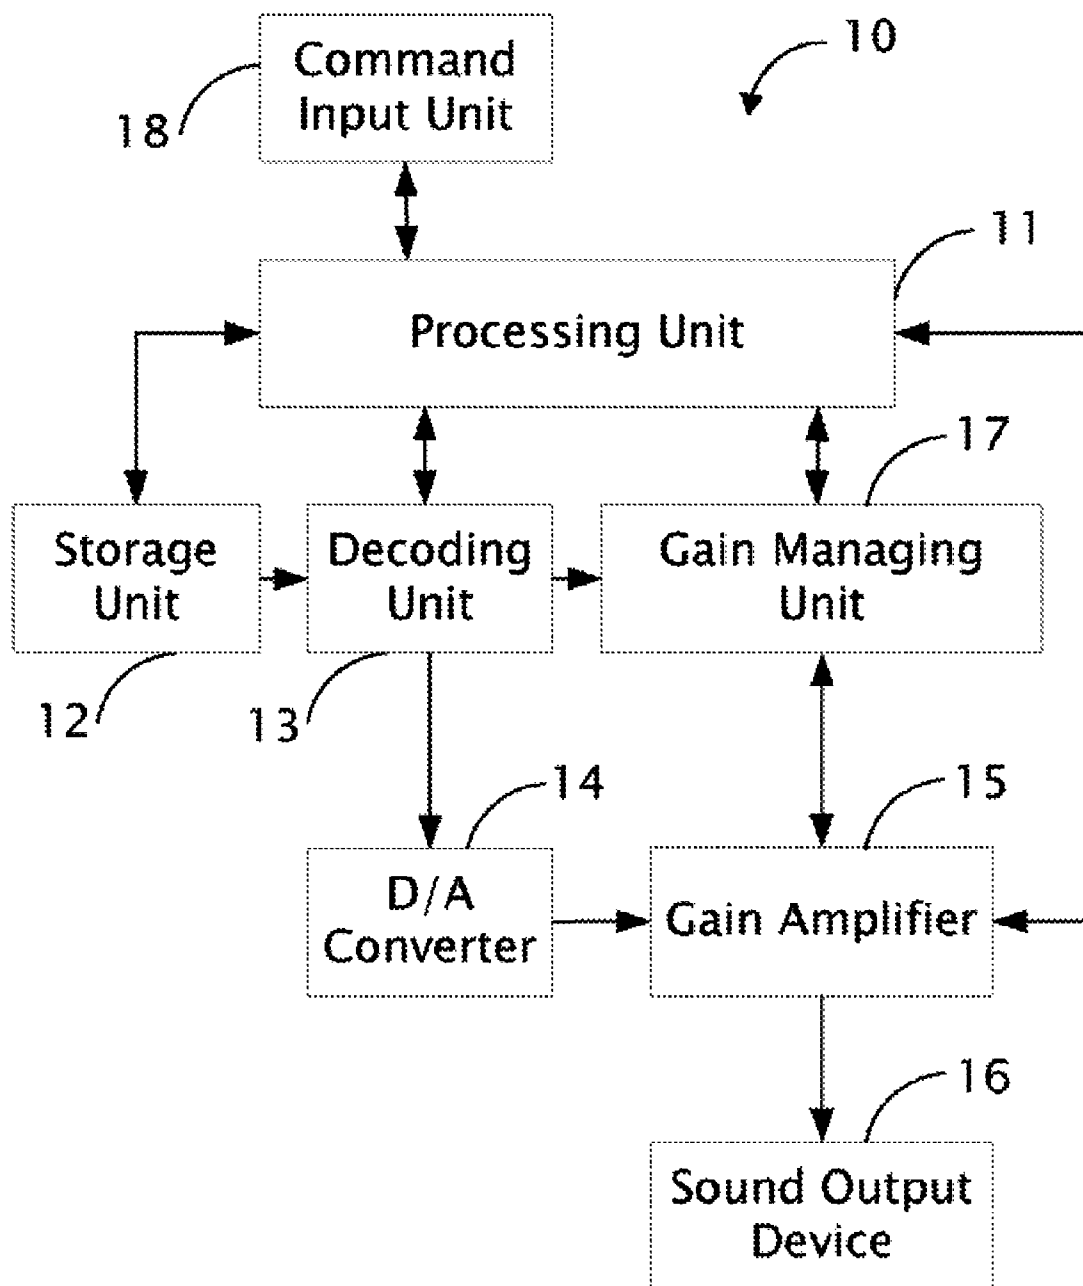 10
Command
Input Unit
18
11
Processing Unit
17
Storage
Unit
Decoding
Unit
Gain Managing
Unit
12
13
14
15
D/A
Converter
Gain Amplifier
16
Sound Output
Device